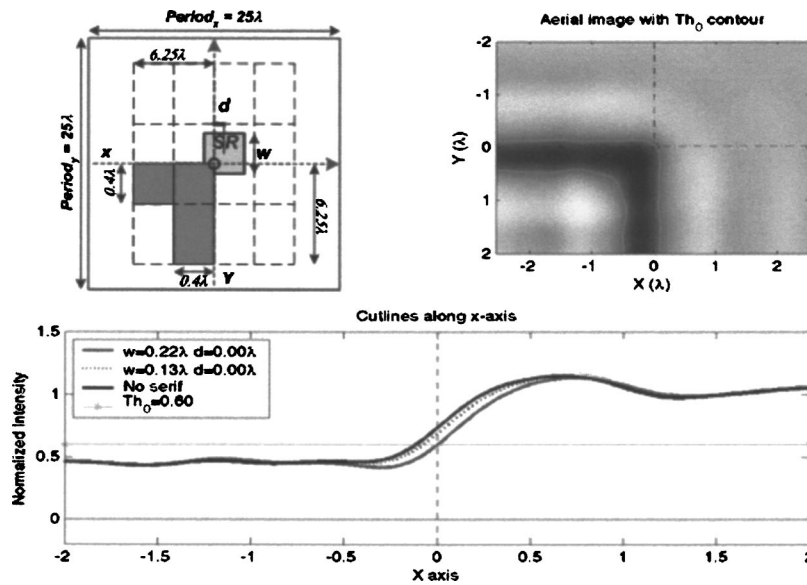 Period_x = 25λ
Period_y = 25λ
6.25λ
d
SR
w
x
0.4λ
6.25λ
0.4λ
Y
Aerial image with Th_0 contour
-2
-1
0
1
2
Y (λ)
-2
-1
0
1
2
X (λ)
Cutlines along x-axis
1.5
1
0.5
0
Normalized Intensity
w=0.22λ d=0.00λ
w=0.13λ d=0.00λ
No serif
Th_0=0.60
-2
-1.5
-1
-0.5
0
0.5
1
1.5
2
X axis